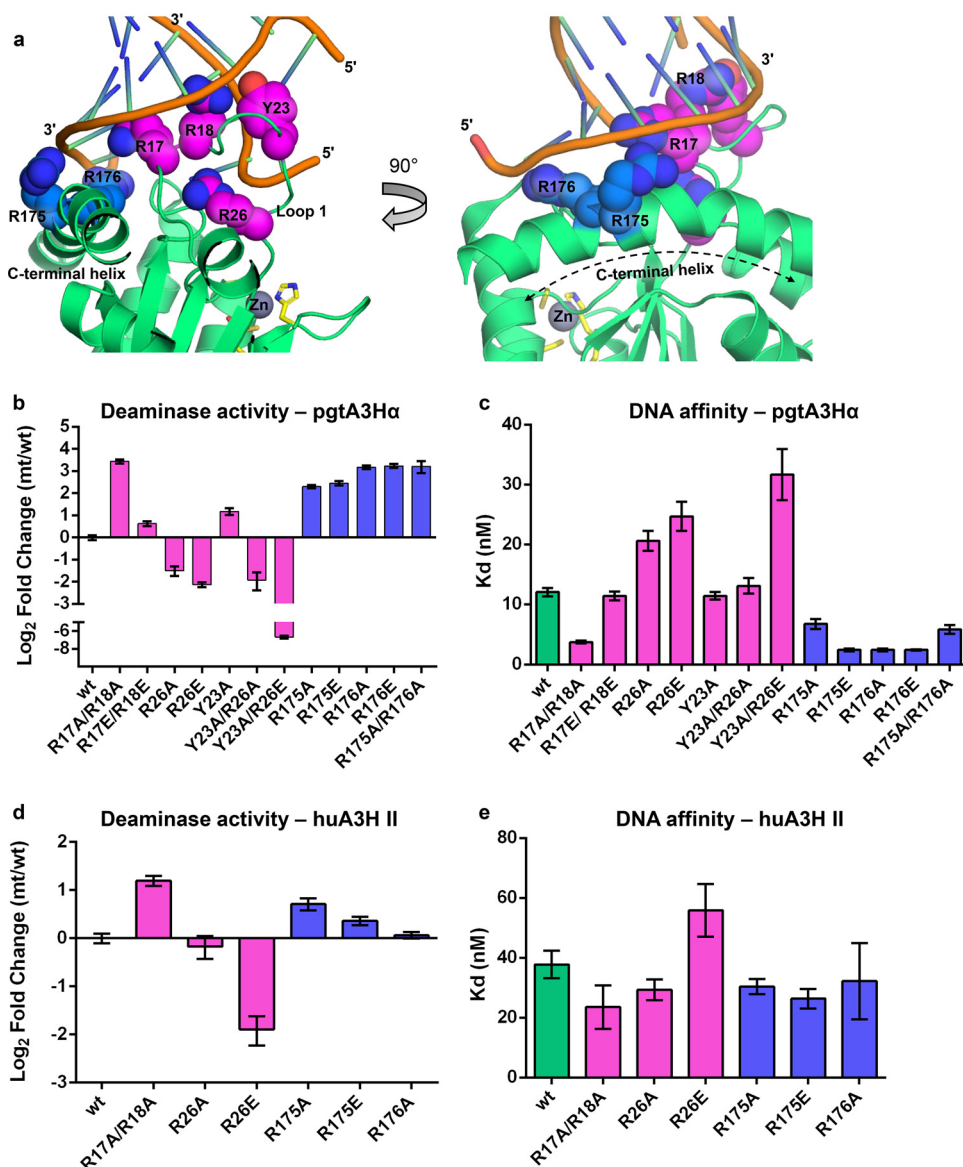 a
3'
5'
Y23
R18
3'
R17
R176
5'
R175
R26
Loop 1
C-terminal helix
Zn
90°
3'
R18
5'
R17
R176
R175
C-terminal helix
Zn
b
Deaminase activity – pgtA3Hα
Log2 Fold Change (mt/wt)
4
3
2
1
0
-1
-2
-3
-6
-8
wt
R17A/R18A
R17E/R18E
R26A
R26E
Y23A
Y23A/R26A
Y23A/R26E
R175A
R175E
R176A
R176E
R175A/R176A
c
DNA affinity – pgtA3Hα
Kd (nM)
40
30
20
10
0
wt
R17A/R18A
R17E/ R18E
R26A
R26E
Y23A
Y23A/R26A
Y23A/R26E
R175A
R175E
R176A
R176E
R175A/R176A
d
Deaminase activity – huA3H II
Log2 Fold Change (mt/wt)
2
1
0
-1
-2
-3
wt
R17A/R18A
R26A
R26E
R175A
R175E
R176A
e
DNA affinity – huA3H II
Kd (nM)
80
60
40
20
0
wt
R17A/R18A
R26A
R26E
R175A
R175E
R176A